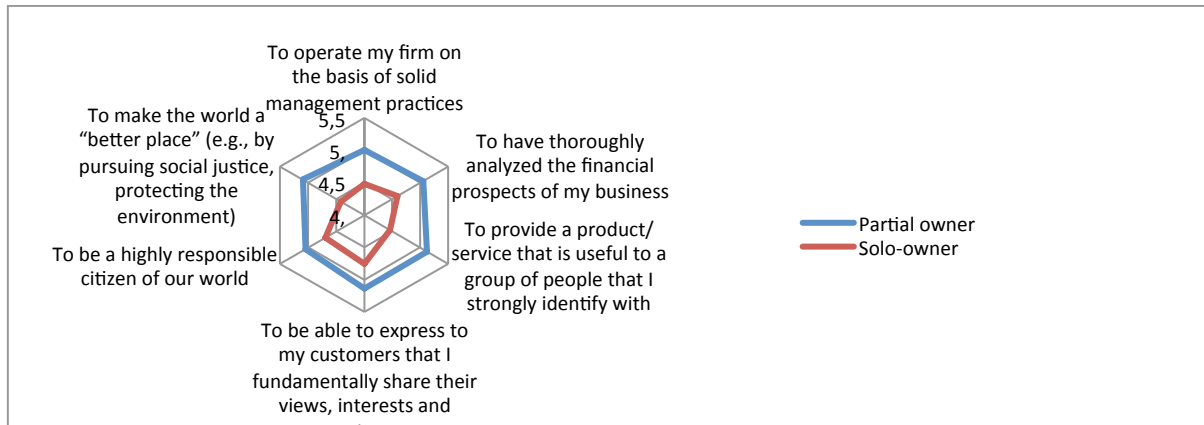 To operate my firm on
the basis of solid
management practices
To have thoroughly
analyzed the financial
prospects of my business
To provide a product/
service that is useful to a
group of people that I
strongly identify with
To be able to express to
my customers that I
fundamentally share their
views, interests and
To be a highly responsible
citizen of our world
To make the world a
“better place” (e.g., by
pursuing social justice,
protecting the
environment)
5,5
5,
4,5
4,
Partial owner
Solo-owner